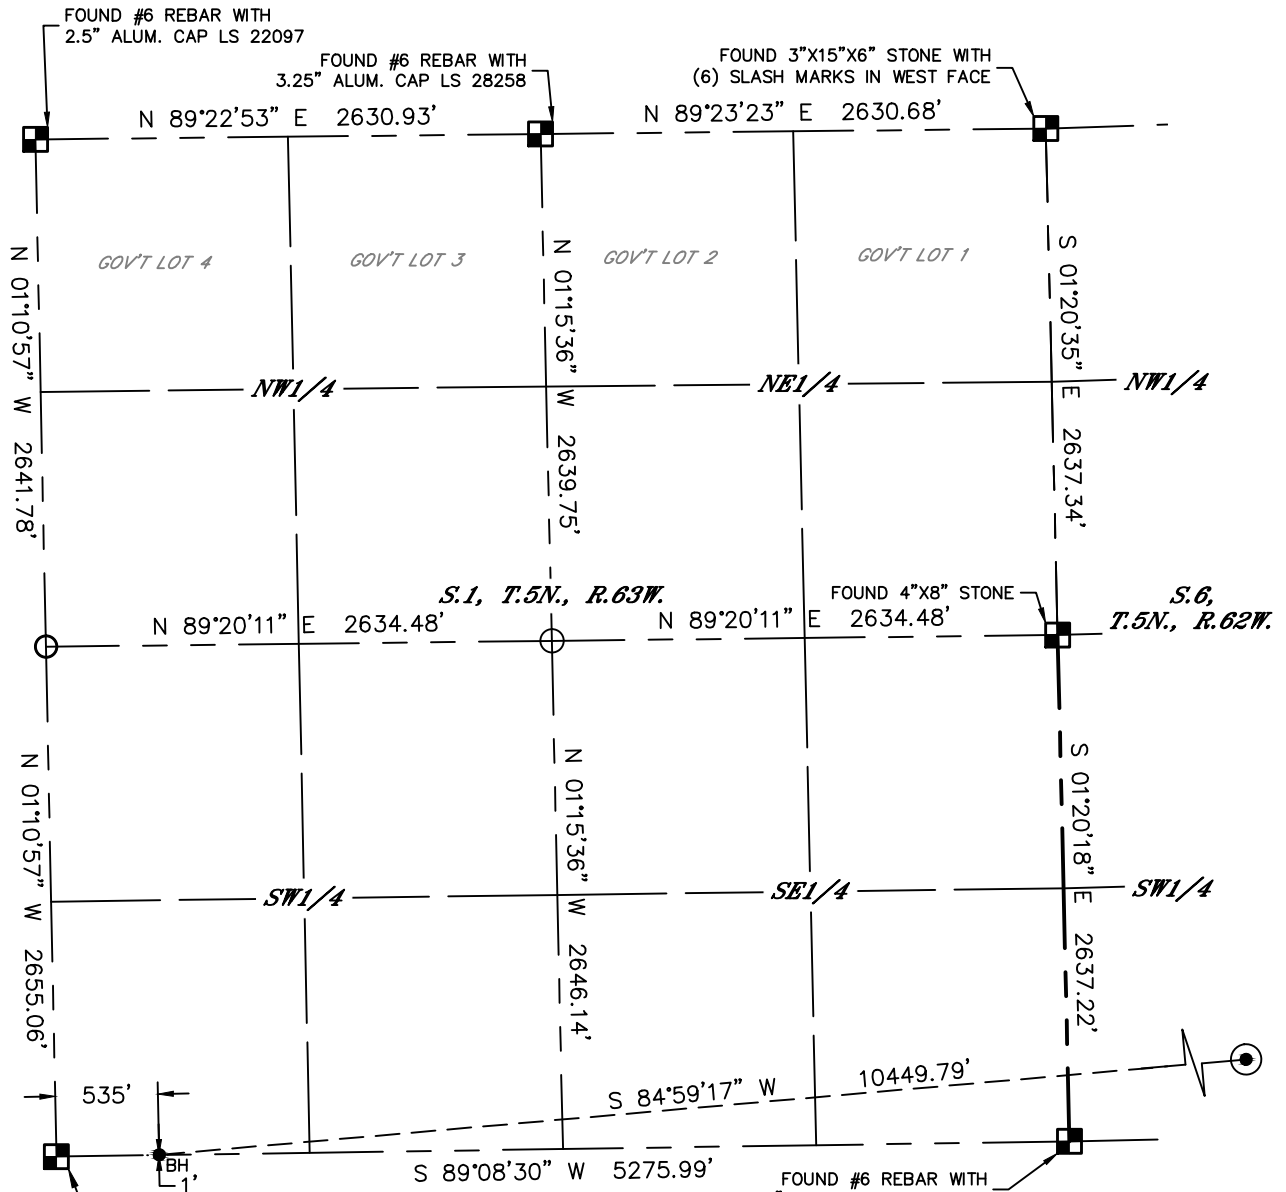 FOUND #6 REBAR WITH
2.5" ALUM. CAP LS 22097
FOUND #6 REBAR WITH
3.25" ALUM. CAP LS 28258
FOUND 3"X15"X6" STONE WITH
(6) SLASH MARKS IN WEST FACE
N 89°22'53" E 2630.93'
N 89°23'23" E 2630.68'
GOV'T LOT 4
GOV'T LOT 3
GOV'T LOT 2
GOV'T LOT 1
N 01°10'57" W 2641.78'
N 01°15'36" W 2639.75'
S 01°20'35" E 2637.34'
NW1/4
NE1/4
NW1/4
S.1, T.5N., R.63W.
FOUND 4"X8" STONE
S.6,
T.5N., R.62W.
N 89°20'11" E 2634.48'
N 89°20'11" E 2634.48'
N 01°10'57" W 2655.06'
N 01°15'36" W 2646.14'
S 01°20'18" E 2637.22'
SW1/4
SE1/4
SW1/4
535'
S 84°59'17" W 10449.79'
BH
1'
S 89°08'30" W 5275.99'
FOUND #6 REBAR WITH